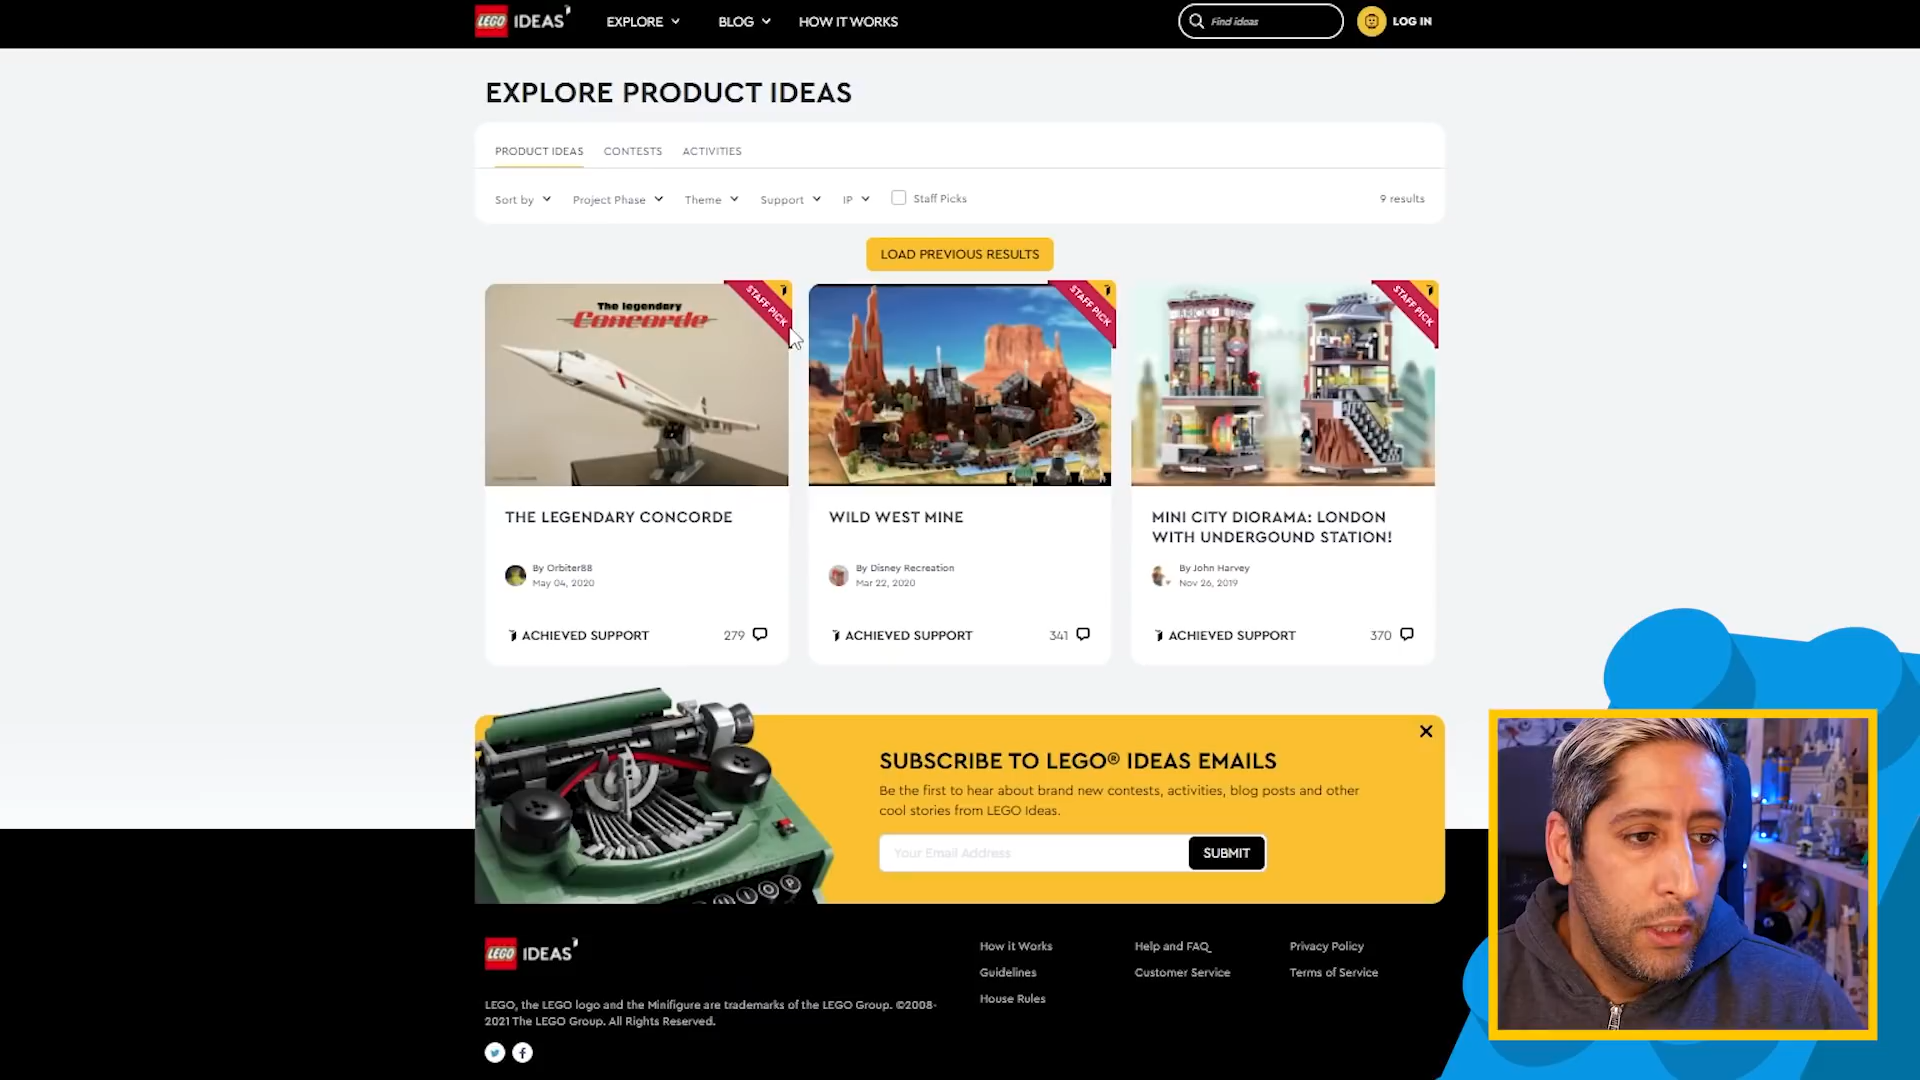 LEGO IDEAS EXPLORE BLOG HOW IT WORKS Find ideas LOG IN
EXPLORE PRODUCT IDEAS
PRODUCT IDEAS CONTESTS ACTIVITIES
Sort by Project Phase Theme Support IP Staff Picks 9 results
LOAD PREVIOUS RESULTS
The legendary
Concorde
STAFF PICK
STAFF PICK
BRICK
STAFF PICK
THE LEGENDARY CONCORDE
By Orbiter88
May 04, 2020
ACHIEVED SUPPORT 279
WILD WEST MINE
By Disney Recreation
Mar 22, 2020
ACHIEVED SUPPORT 341
MINI CITY DIORAMA: LONDON
WITH UNDERGOUND STATION!
By John Harvey
Nov 26, 2019
ACHIEVED SUPPORT 370
SUBSCRIBE TO LEGO® IDEAS EMAILS
Be the first to hear about brand new contests, activities, blog posts and other
cool stories from LEGO Ideas.
Your Email Address SUBMIT
LEGO IDEAS
How it Works Help and FAQ Privacy Policy
Guidelines Customer Service Terms of Service
House Rules
LEGO, the LEGO logo and the Minifigure are trademarks of the LEGO Group. ©2008-
2021 The LEGO Group. All Rights Reserved.